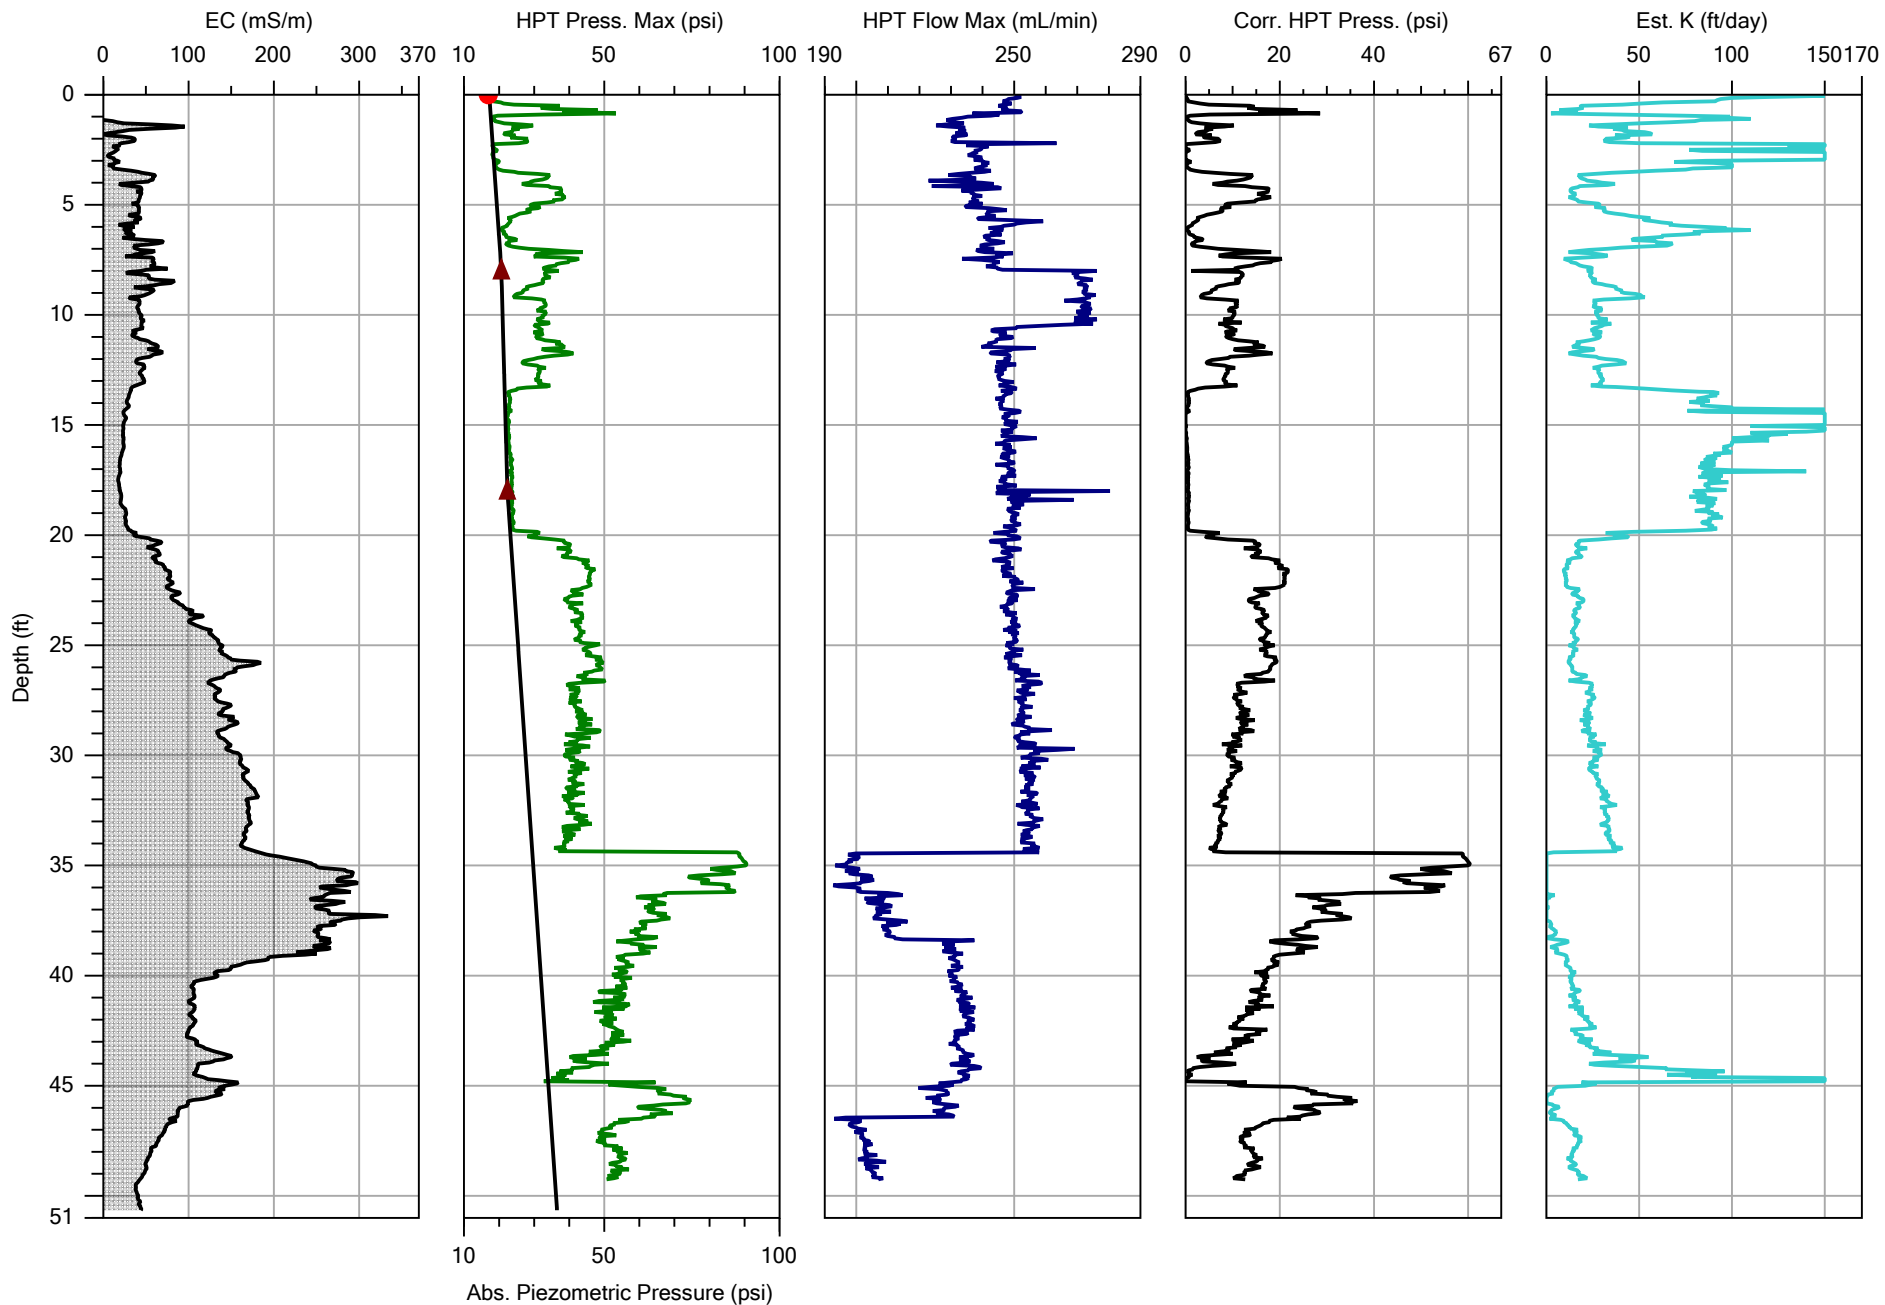 EC (mS/m) HPT Press. Max (psi) HPT Flow Max (mL/min) Corr. HPT Press. (psi) Est. K (ft/day)
0 100 200 300 370 10 50 100 190 250 290 0 20 40 67 0 50 100 150 170
0
5
10
15
20
25
30
35
40
45
51
Depth (ft)
10 50 100
Abs. Piezometric Pressure (psi)